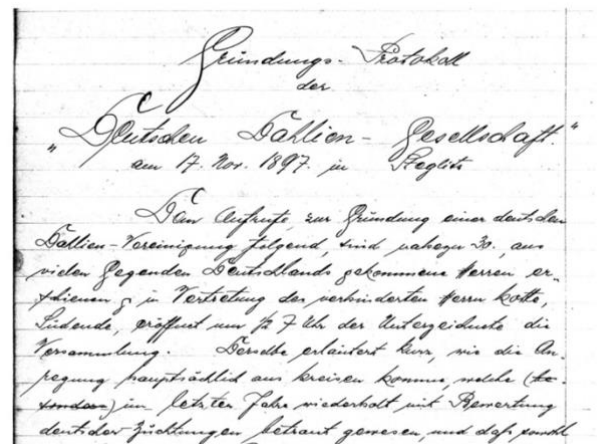 Gründungs-Protokoll
der
"Deutschen Dahlien-Gesellschaft."
am 17. Nov. 1897. in Steglitz
Dem Aufrufe, zur Gründung einer deutschen
Dahlien-Vereinigung folgend, sind nahezu 30, aus
vielen Gegenden Deutschlands gekommene Herren er-
schienen in Vertretung des verhinderten Herrn Kotte,
Südende, eröffnet um ½ 7 Uhr der Unterzeichnete die
Versammlung. Derselbe erläutert kurz, wie die An-
regung hauptsächlich aus Kreisen komme, welche
im letzten Jahre wiederholt mit Bewertung
deutscher Züchtungen betraut gewesen und daß sowohl